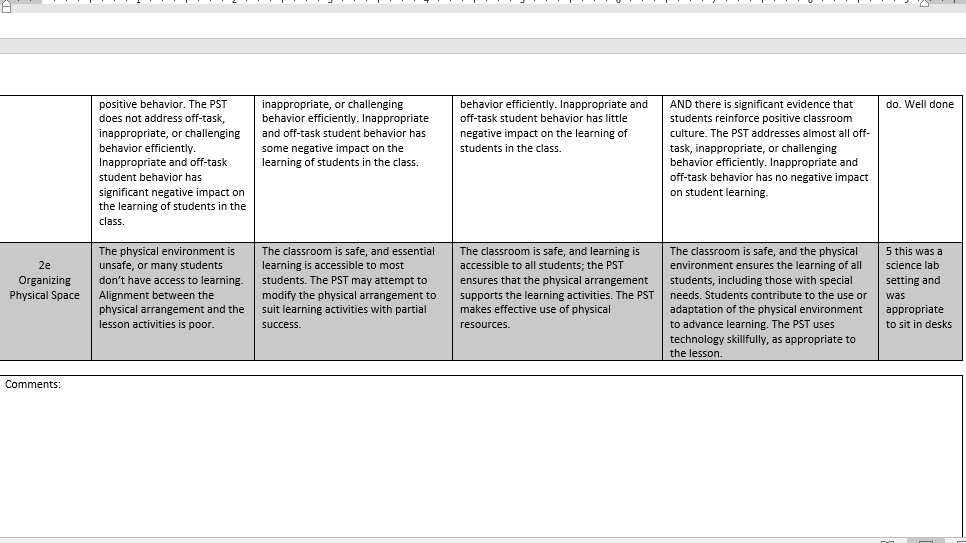 positive behavior. The PST
does not address off-task,
inappropriate, or challenging
behavior efficiently.
Inappropriate and off-task
student behavior has
significant negative impact on
the learning of students in the
class.
inappropriate, or challenging
behavior efficiently. Inappropriate
and off-task student behavior has
some negative impact on the
learning of students in the class.
behavior efficiently. Inappropriate and
off-task student behavior has little
negative impact on the learning of
students in the class.
AND there is significant evidence that
students reinforce positive classroom
culture. The PST addresses almost all off-
task, inappropriate, or challenging
behavior efficiently. Inappropriate and
off-task behavior has no negative impact
on student learning.
do. Well done
2e
Organizing
Physical Space
The physical environment is
unsafe, or many students
don't have access to learning.
Alignment between the
physical arrangement and the
lesson activities is poor.
The classroom is safe, and essential
learning is accessible to most
students. The PST may attempt to
modify the physical arrangement to
suit learning activities with partial
success.
The classroom is safe, and learning is
accessible to all students; the PST
ensures that the physical arrangement
supports the learning activities. The PST
makes effective use of physical
resources.
The classroom is safe, and the physical
environment ensures the learning of all
students, including those with special
needs. Students contribute to the use or
adaptation of the physical environment
to advance learning. The PST uses
technology skillfully, as appropriate to
the lesson.
5 this was a
science lab
setting and
was
appropriate
to sit in desks
Comments: